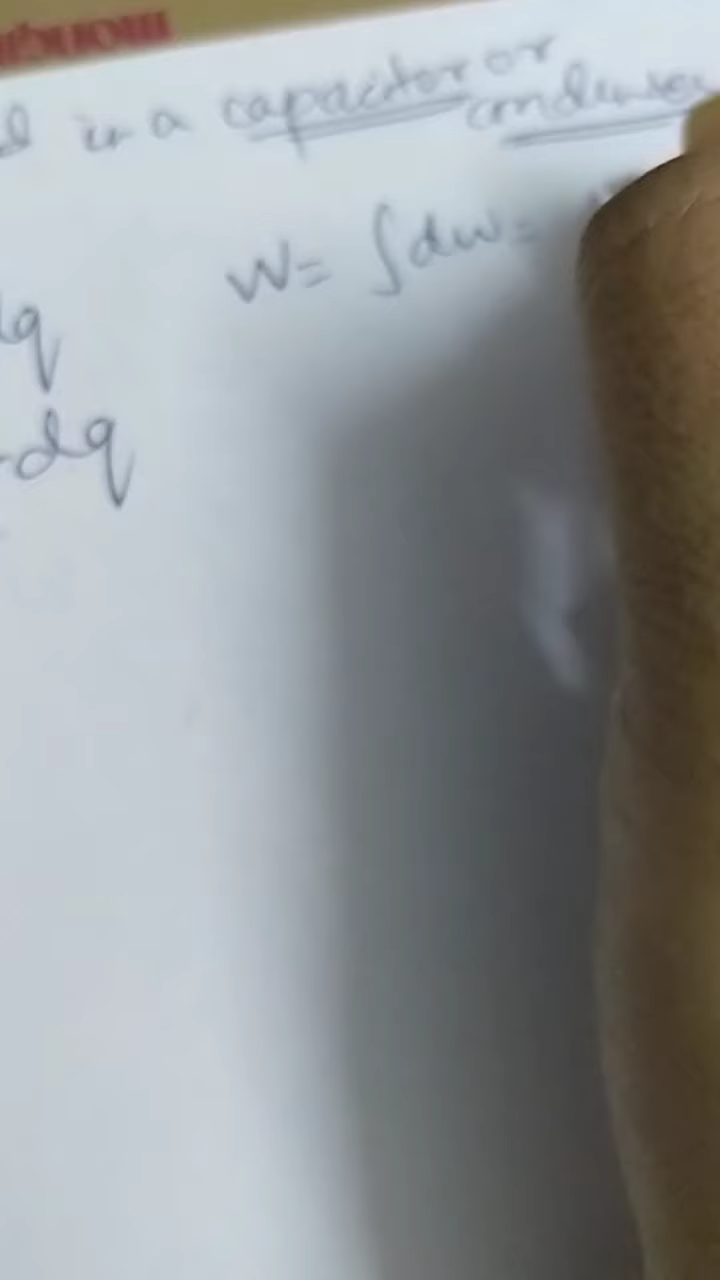 in a capacitor or
condenser
W = ∫dw =
dq
dq